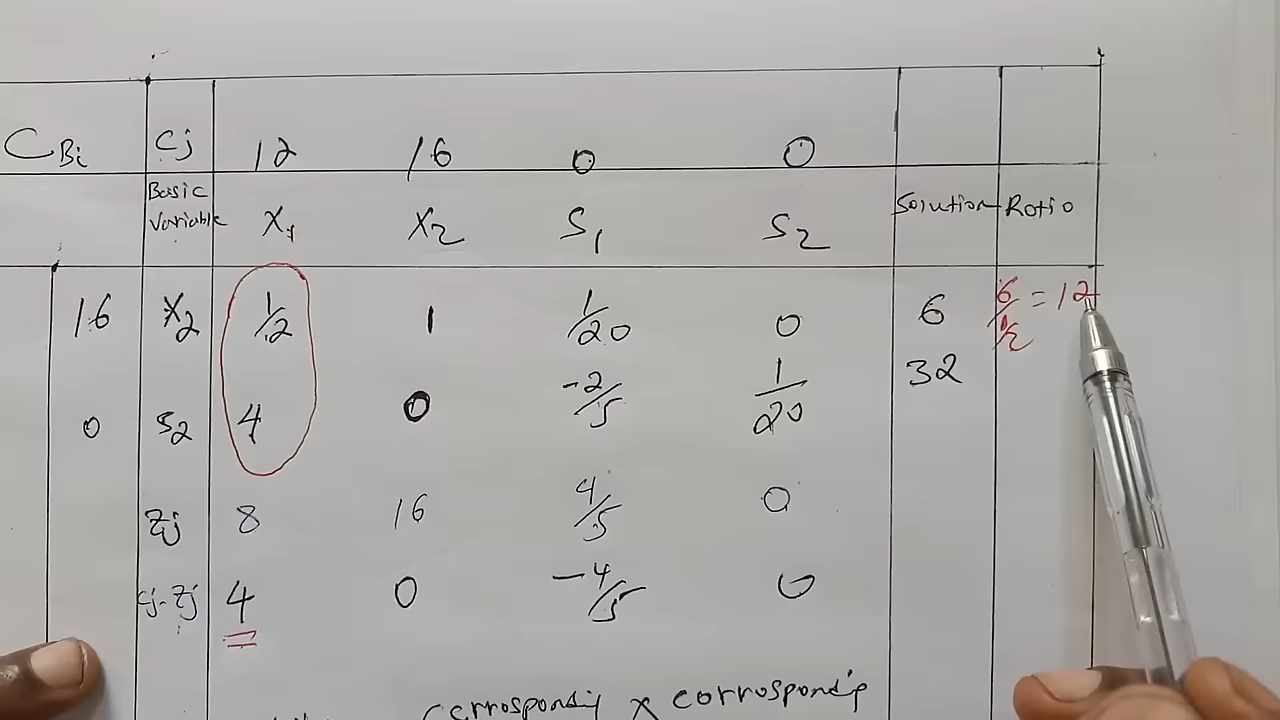 CBi Cj 12 16 0 0
Basic Variable X1 X2 S1 S2 Solution Ratio
16 X2 1/2 1 1/20 0 6 6/1/2 = 12
0 S2 4 0 -2/5 1/20 32
Zj 8 16 4/5 0
Cj-Zj 4 0 -4/5 0
x